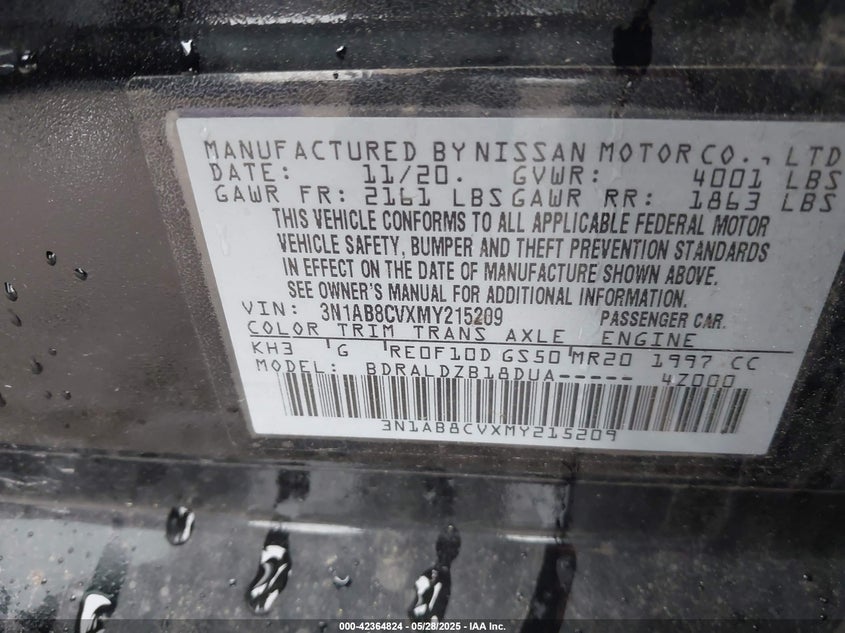 MANUFACTURED BY NISSAN MOTOR CO., LTD
DATE: 11/20. GVWR: 4001 LBS
GAWR FR: 2161 LBS GAWR RR: 1863 LBS
THIS VEHICLE CONFORMS TO ALL APPLICABLE FEDERAL MOTOR
VEHICLE SAFETY, BUMPER AND THEFT PREVENTION STANDARDS
IN EFFECT ON THE DATE OF MANUFACTURE SHOWN ABOVE.
SEE OWNER'S MANUAL FOR ADDITIONAL INFORMATION.
VIN: 3N1AB8CVXMY215209 PASSENGER CAR.
COLOR TRIM TRANS AXLE ENGINE
KH3 G RE0F10D GS50 MR20 1997 CC
MODEL: BDRALDZB18DUA----- 4Z000
3N1AB8CVXMY215209
000-42364824 | 05/28/2025 - IAA Inc.